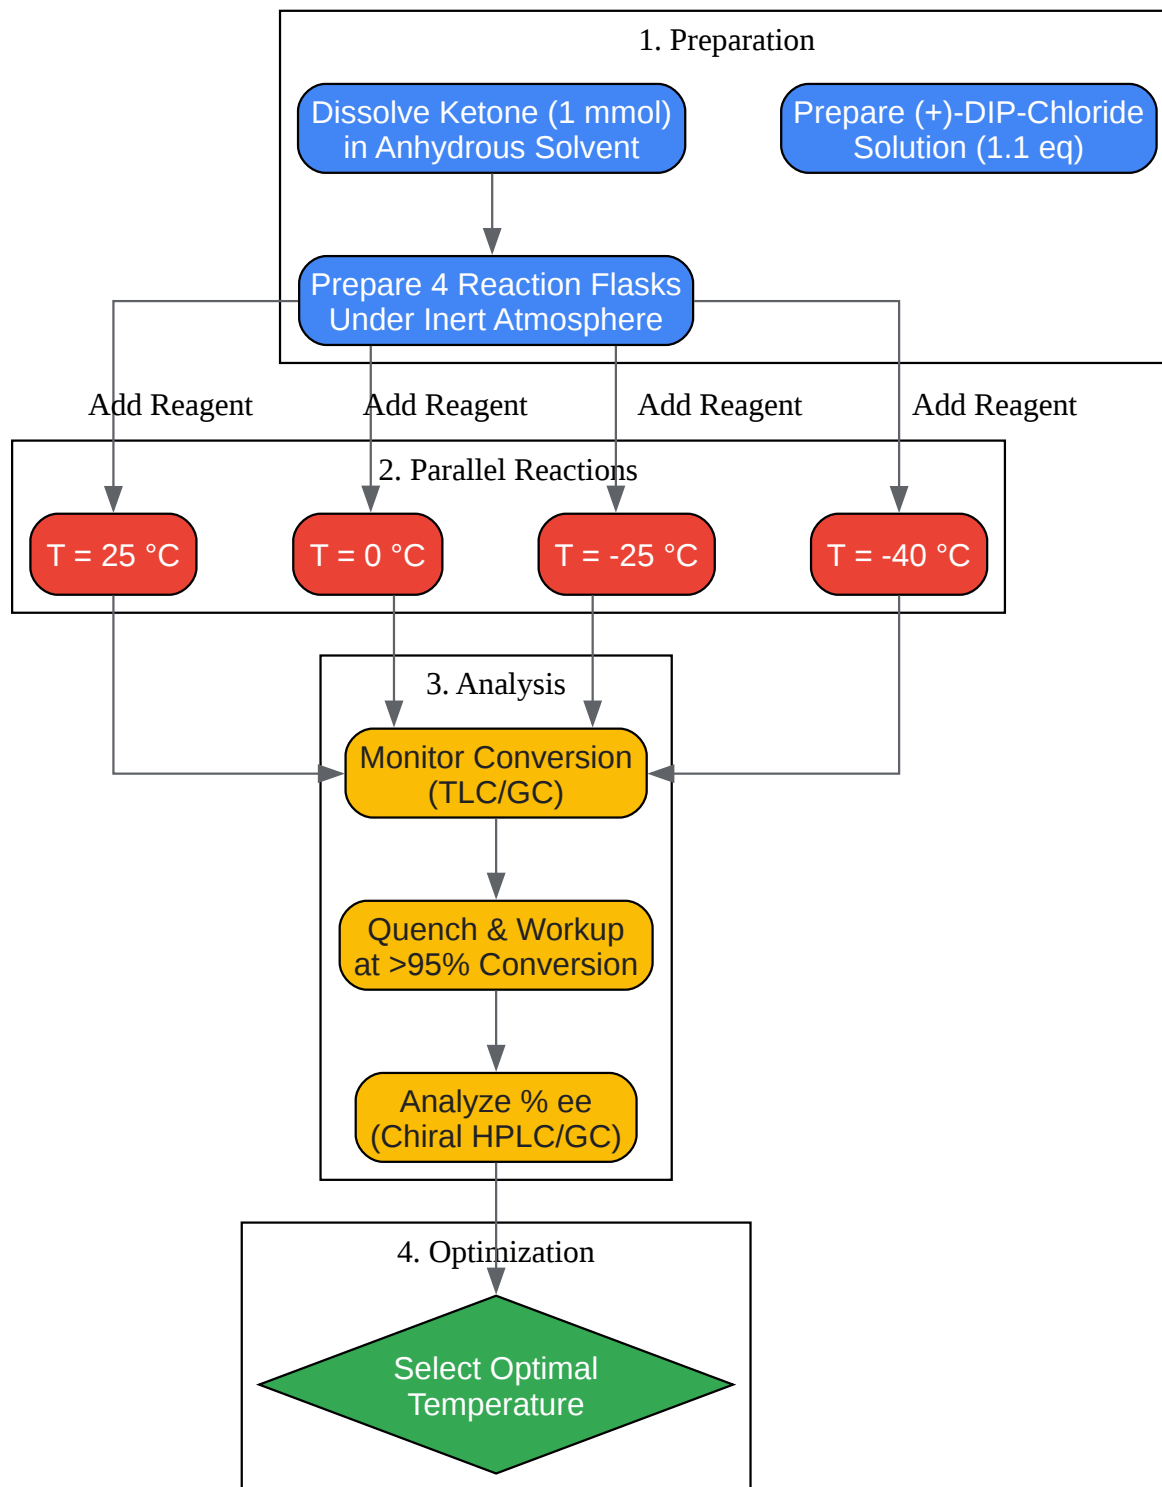 1. Preparation
Dissolve Ketone (1 mmol)
in Anhydrous Solvent
Prepare (+)-DIP-Chloride
Solution (1.1 eq)
Prepare 4 Reaction Flasks
Under Inert Atmosphere
Add Reagent
Add Reagent
Add Reagent
Add Reagent
2. Parallel Reactions
T = 25 °C
T = 0 °C
T = -25 °C
T = -40 °C
3. Analysis
Monitor Conversion
(TLC/GC)
Quench & Workup
at >95% Conversion
Analyze % ee
(Chiral HPLC/GC)
4. Optimization
Select Optimal
Temperature